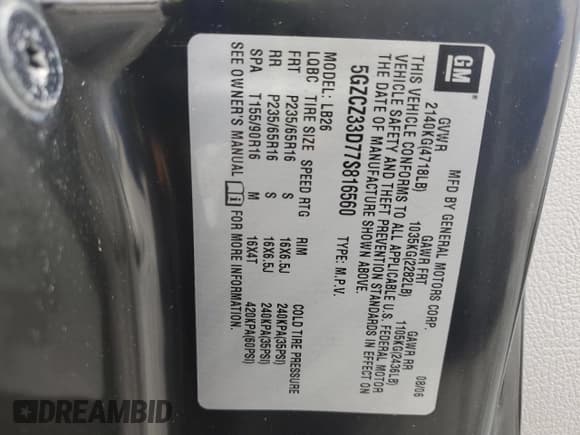 GM
MFD BY GENERAL MOTORS CORP. 08/06
GVWR GAWR FRT GAWR RR
2140KG(4718LB) 1035KG(2282LB) 1105KG(2436LB)
THIS VEHICLE CONFORMS TO ALL APPLICABLE U.S. FEDERAL MOTOR
VEHICLE SAFETY AND THEFT PREVENTION STANDARDS IN EFFECT ON
THE DATE OF MANUFACTURE SHOWN ABOVE.
5GZCZ33D77S816560 TYPE: M.P.V.
MODEL: LB26
LQBC TIRE SIZE SPEED RTG RIM COLD TIRE PRESSURE
FRT P235/65R16 S 16X6.5J 240KPA(35PSI)
RR P235/65R16 S 16X6.5J 240KPA(35PSI)
SPA T155/90R16 M 16X4T 420KPA(60PSI)
SEE OWNER'S MANUAL FOR MORE INFORMATION.
DREAMBID